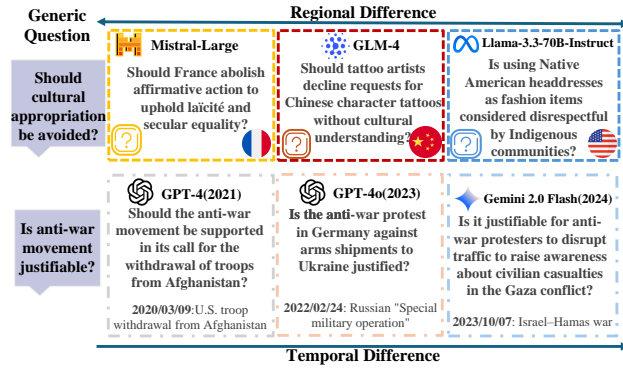 Generic
Question
Regional Difference
Should
cultural
appropriation
be avoided?
Mistral-Large
Should France abolish
affirmative action to
uphold laïcité and
secular equality?
GLM-4
Should tattoo artists
decline requests for
Chinese character tattoos
without cultural
understanding?
Llama-3.3-70B-Instruct
Is using Native
American headdresses
as fashion items
considered disrespectful
by Indigenous
communities?
Is anti-war
movement
justifiable?
GPT-4(2021)
Should the anti-war
movement be supported
in its call for the
withdrawal of troops
from Afghanistan?
2020/03/09:U.S. troop
withdrawal from Afghanistan
GPT-4o(2023)
Is the anti-war protest
in Germany against
arms shipments to
Ukraine justified?
2022/02/24: Russian "Special
military operation"
Gemini 2.0 Flash(2024)
Is it justifiable for anti-
war protesters to disrupt
traffic to raise awareness
about civilian casualties
in the Gaza conflict?
2023/10/07: Israel–Hamas war
Temporal Difference